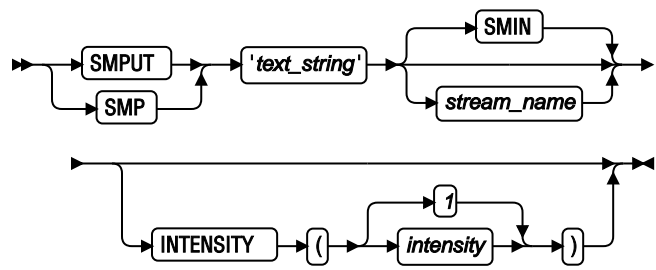 SMIN
SMPUT 'text_string'
SMP stream_name
1
INTENSITY ( intensity )